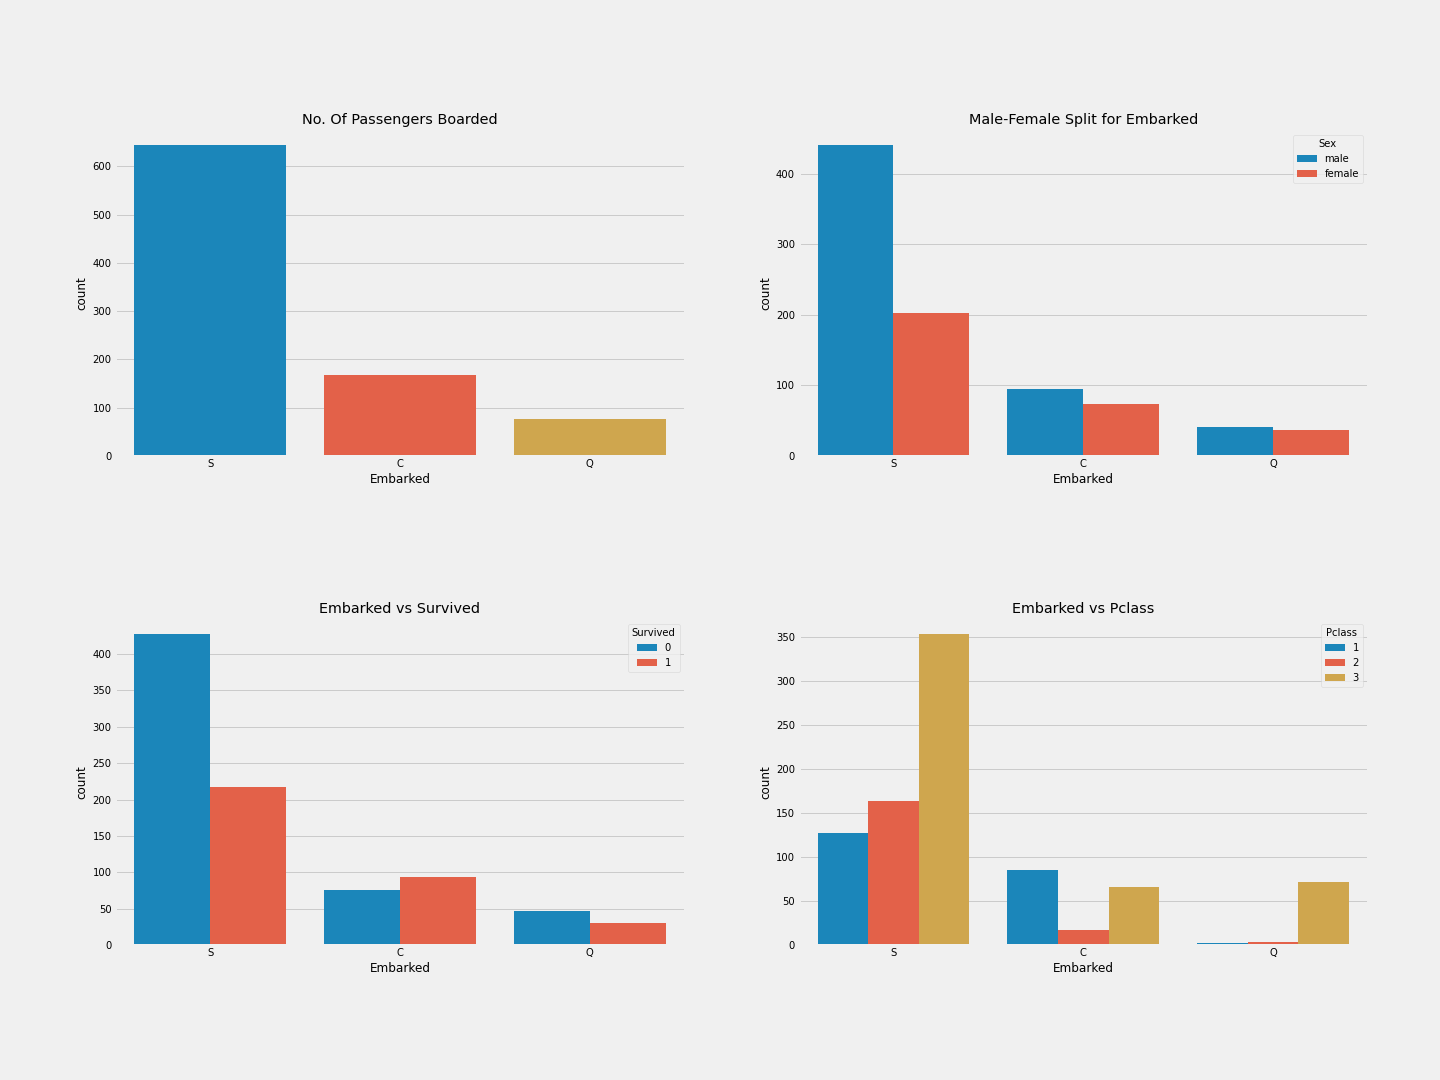 No. Of Passengers Boarded
600
500
400
300
200
100
0
count
S C Q
Embarked
Male-Female Split for Embarked
Sex
male
female
400
300
200
100
0
count
S C Q
Embarked
Embarked vs Survived
Survived
0
1
400
350
300
250
200
150
100
50
0
count
S C Q
Embarked
Embarked vs Pclass
Pclass
1
2
3
350
300
250
200
150
100
50
0
count
S C Q
Embarked